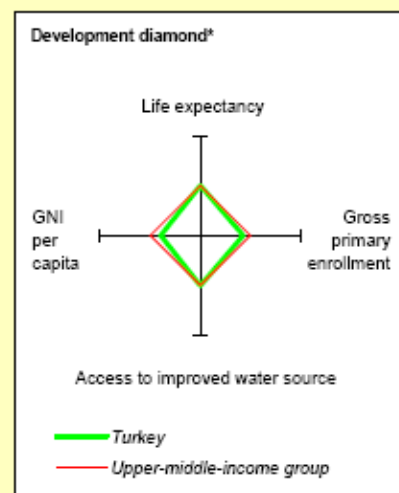 Development diamond*
Life expectancy
GNI
per
capita
Gross
primary
enrollment
Access to improved water source
Turkey
Upper-middle-income group